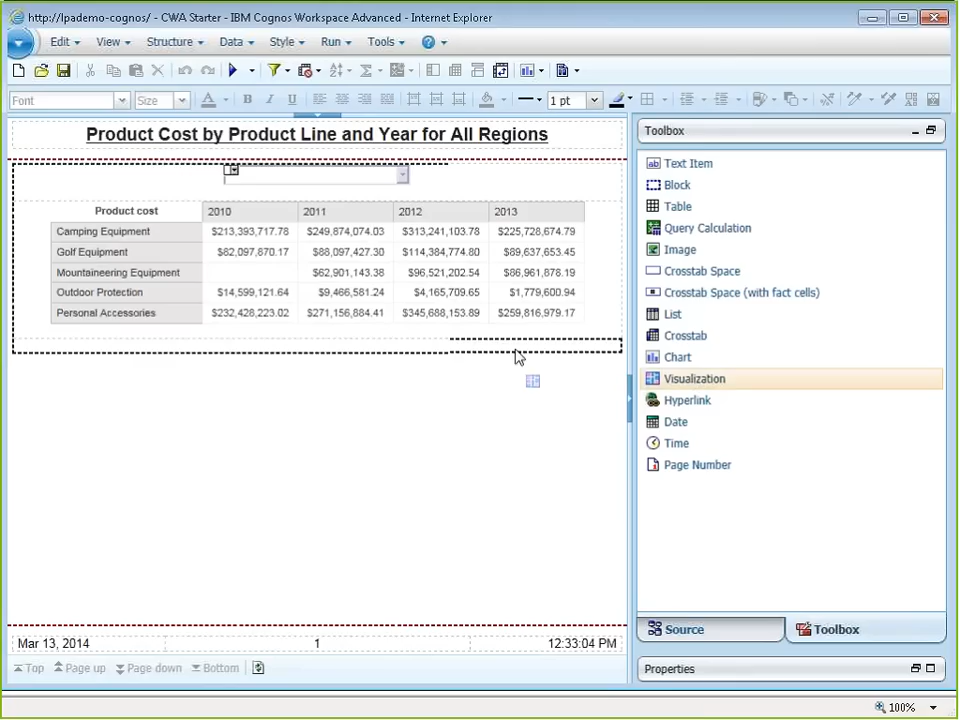 http://lpademo-cognos/ - CWA Starter - IBM Cognos Workspace Advanced - Internet Explorer
Edit View Structure Data Style Run Tools
Font Size B I U 1 pt
Product Cost by Product Line and Year for All Regions
Product cost 2010 2011 2012 2013
Camping Equipment $213,393,717.78 $249,874,074.03 $313,241,103.78 $225,728,674.79
Golf Equipment $82,097,870.17 $88,097,427.30 $114,384,774.80 $89,637,653.45
Mountaineering Equipment $62,901,143.38 $96,521,202.54 $86,961,878.19
Outdoor Protection $14,599,121.64 $9,466,581.24 $4,165,709.65 $1,779,600.94
Personal Accessories $232,428,223.02 $271,156,884.41 $345,688,153.89 $259,816,979.17
Mar 13, 2014 1 12:33:04 PM
Top Page up Page down Bottom
Toolbox
Text Item
Block
Table
Query Calculation
Image
Crosstab Space
Crosstab Space (with fact cells)
List
Crosstab
Chart
Visualization
Hyperlink
Date
Time
Page Number
Source Toolbox
Properties
100%